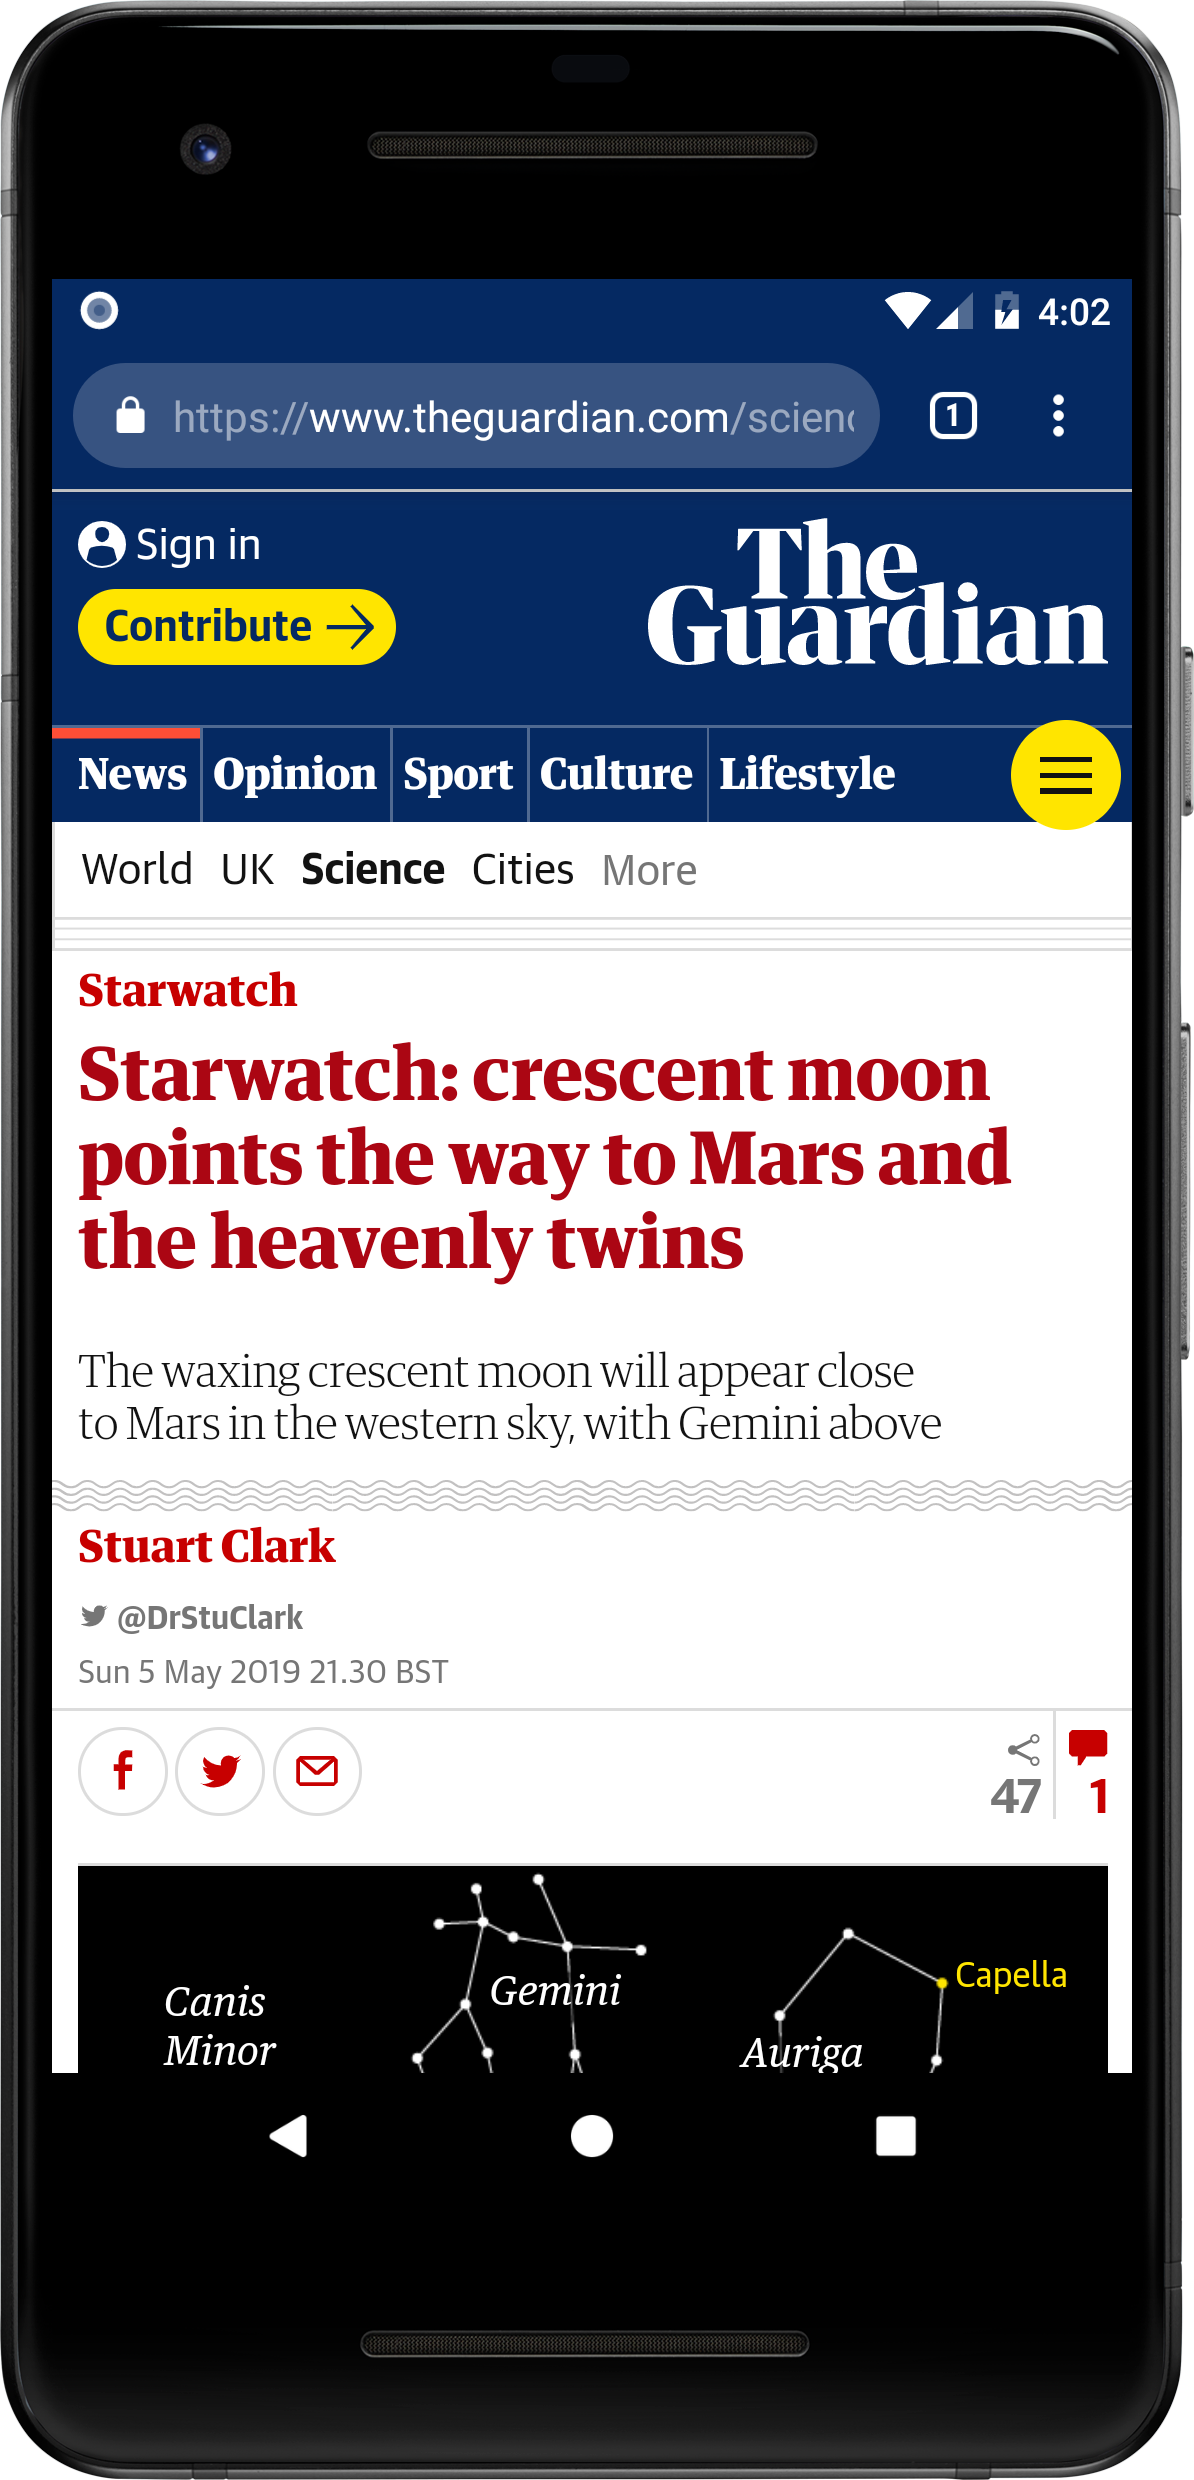 4:02
https://www.theguardian.com/scienc
1
Sign in
The
Guardian
Contribute
News Opinion Sport Culture Lifestyle
World UK Science Cities More
Starwatch
Starwatch: crescent moon
points the way to Mars and
the heavenly twins
The waxing crescent moon will appear close
to Mars in the western sky, with Gemini above
Stuart Clark
@DrStuClark
Sun 5 May 2019 21.30 BST
47 1
Canis
Minor
Gemini
Capella
Auriga